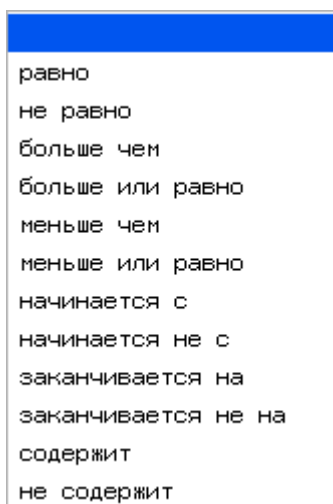 равно
не равно
больше чем
больше или равно
меньше чем
меньше или равно
начинается с
начинается не с
заканчивается на
заканчивается не на
содержит
не содержит